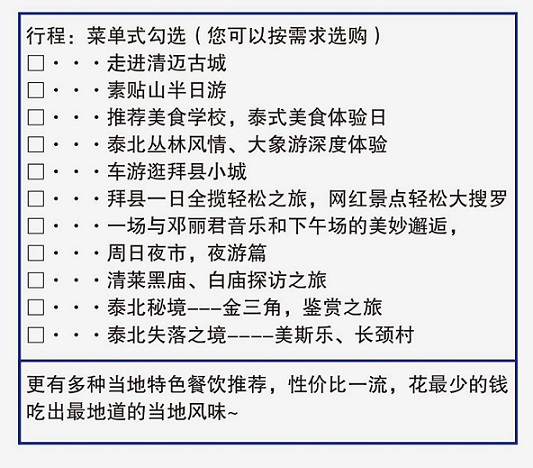 行程：菜单式勾选（您可以按需求选购）
□···走进清迈古城
□···素贴山半日游
□···推荐美食学校，泰式美食体验日
□···泰北丛林风情、大象游深度体验
□···车游逛拜县小城
□···拜县一日全揽轻松之旅，网红景点轻松大搜罗
□···一场与邓丽君音乐和下午场的美妙邂逅，
□···周日夜市，夜游篇
□···清莱黑庙、白庙探访之旅
□···泰北秘境---金三角，鉴赏之旅
□···泰北失落之境----美斯乐、长颈村
更有多种当地特色餐饮推荐，性价比一流，花最少的钱
吃出最地道的当地风味~